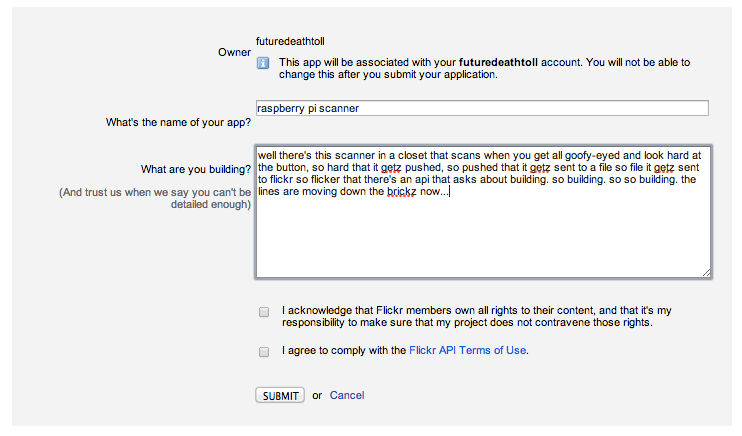 Owner
futuredeathtoll
This app will be associated with your futuredeathtoll account. You will not be able to
change this after you submit your application.
What's the name of your app?
raspberry pi scanner
What are you building?
(And trust us when we say you can't be
detailed enough)
well there's this scanner in a closet that scans when you get all goofy-eyed and look hard at
the button, so hard that it getz pushed, so pushed that it getz sent to a file so file it getz sent
to flickr so flicker that there's an api that asks about building. so building. so so building. the
lines are moving down the brickz now...
I acknowledge that Flickr members own all rights to their content, and that it's my
responsibility to make sure that my project does not contravene those rights.
I agree to comply with the Flickr API Terms of Use.
SUBMIT or Cancel